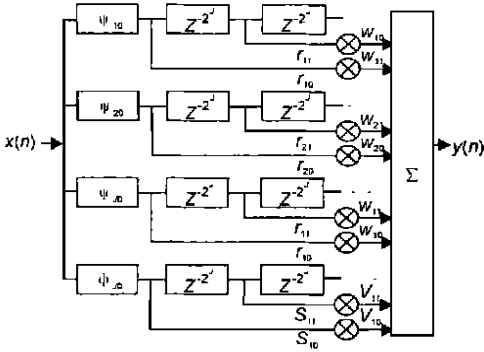 ψ₁₀ Z⁻²ᴶ Z⁻²ᴶ
W₁₀
r₁₁ W₁₁
r₁₀
ψ₂₀ Z⁻²ᴶ Z⁻²ᴶ
W₂₁
r₂₁ W₂₀
r₂₀
x(n) Σ y(n)
ψ Z⁻²ᴶ Z⁻²ᴶ
W₁₁
r₁₁ W₁₀
r₁₀
ϕ Z⁻²ᴶ Z⁻²ᴶ
V₁₁
S₁₁ V₁₀
S₁₀